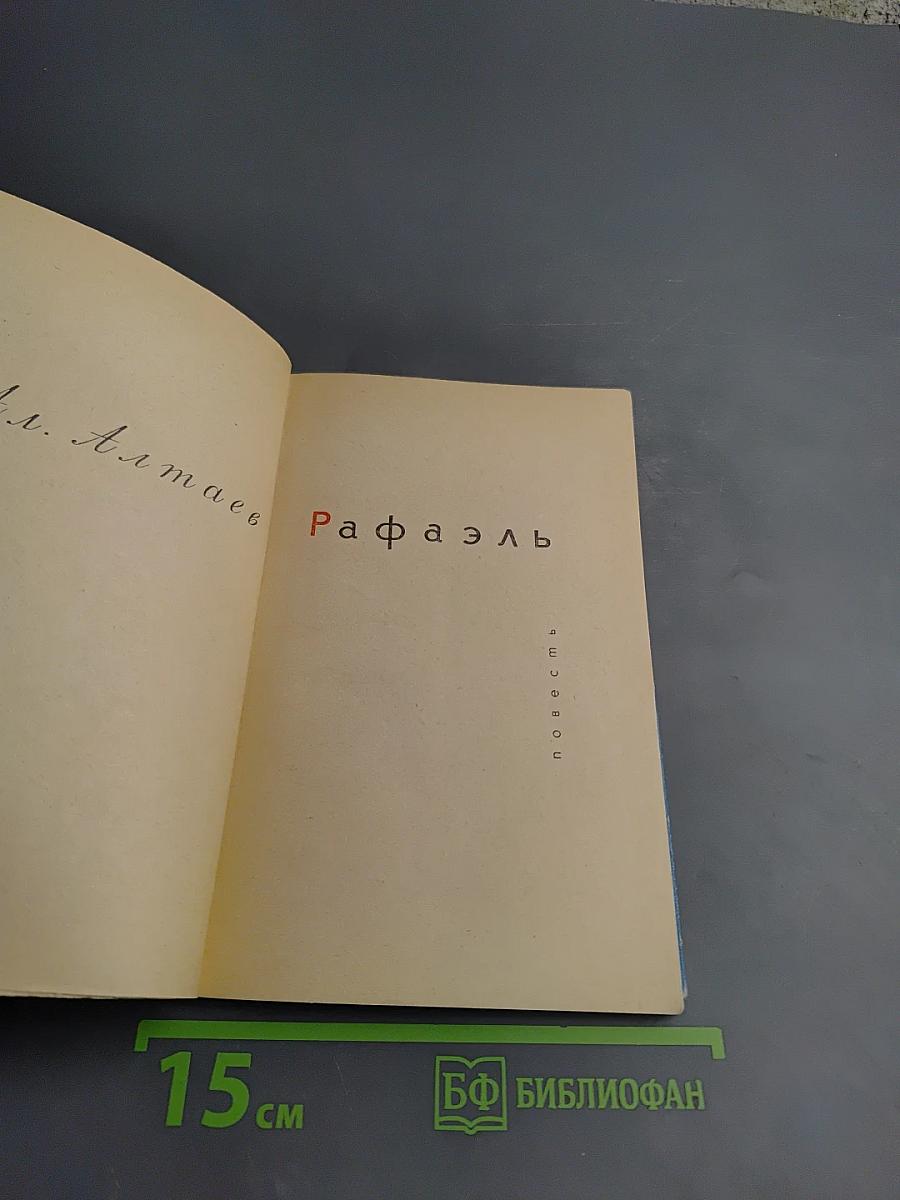 Ал. Алтаев
Рафаэль
повесть
15 см
БФ БИБЛИОФАН